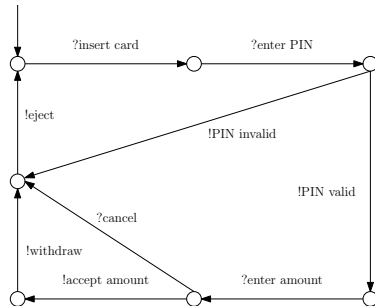 ?insert card
?enter PIN
!eject
!PIN invalid
!PIN valid
?cancel
!withdraw
!accept amount
?enter amount